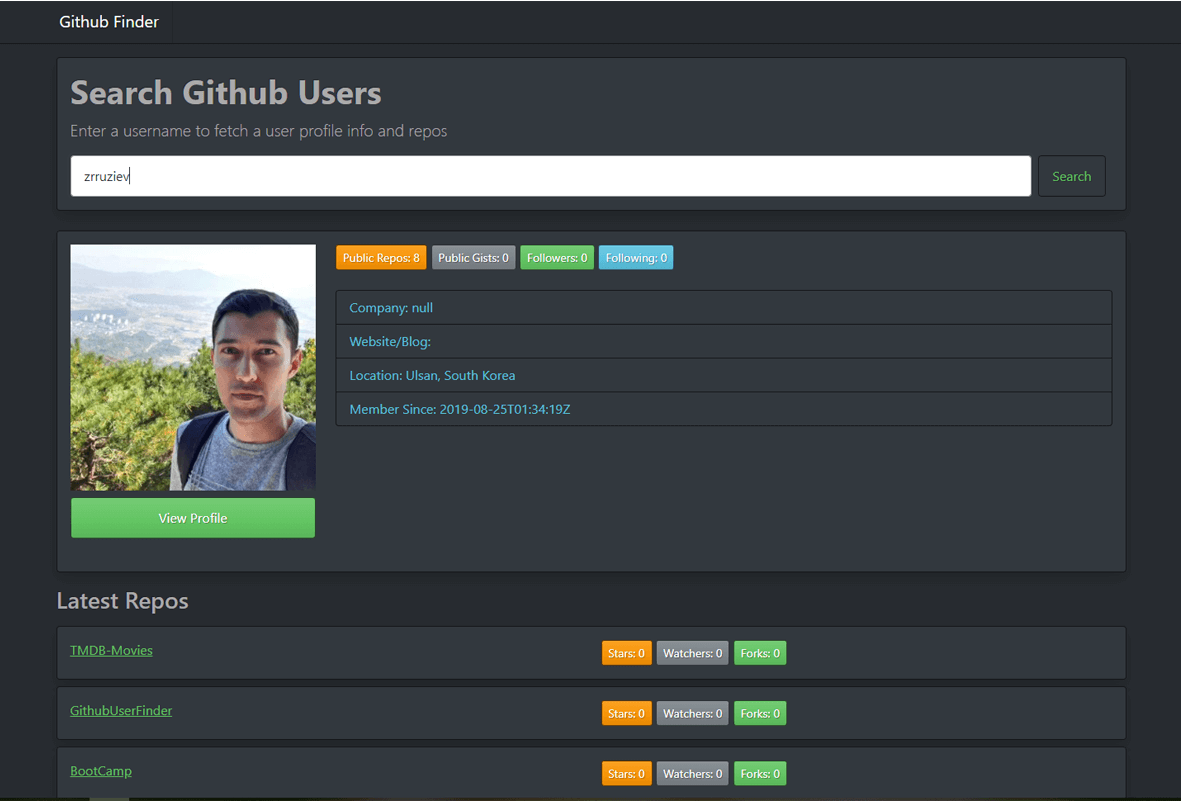 Github Finder
Search Github Users
Enter a username to fetch a user profile info and repos
zrruziev
Search
Public Repos: 8 Public Gists: 0 Followers: 0 Following: 0
Company: null
Website/Blog:
Location: Ulsan, South Korea
Member Since: 2019-08-25T01:34:19Z
View Profile
Latest Repos
TMDB-Movies Stars: 0 Watchers: 0 Forks: 0
GithubUserFinder Stars: 0 Watchers: 0 Forks: 0
BootCamp Stars: 0 Watchers: 0 Forks: 0